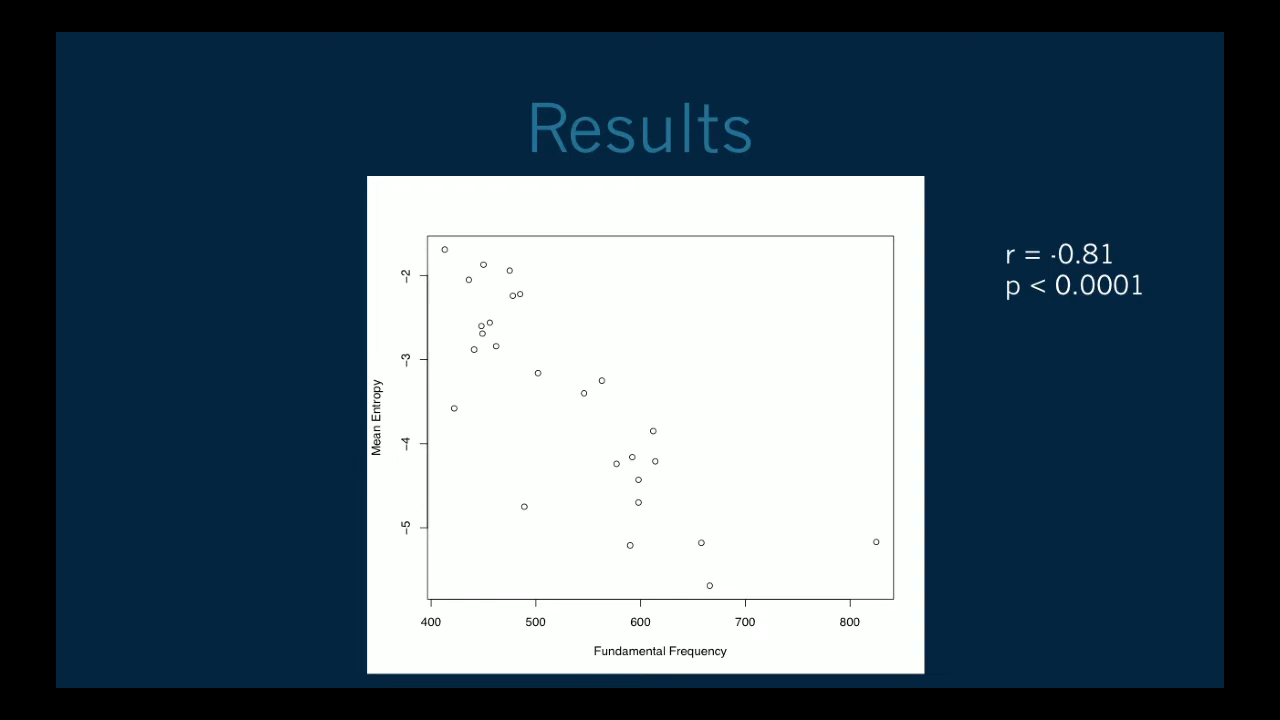 Results
r = -0.81
p < 0.0001
-2
-3
-4
-5
Mean Entropy
400 500 600 700 800
Fundamental Frequency